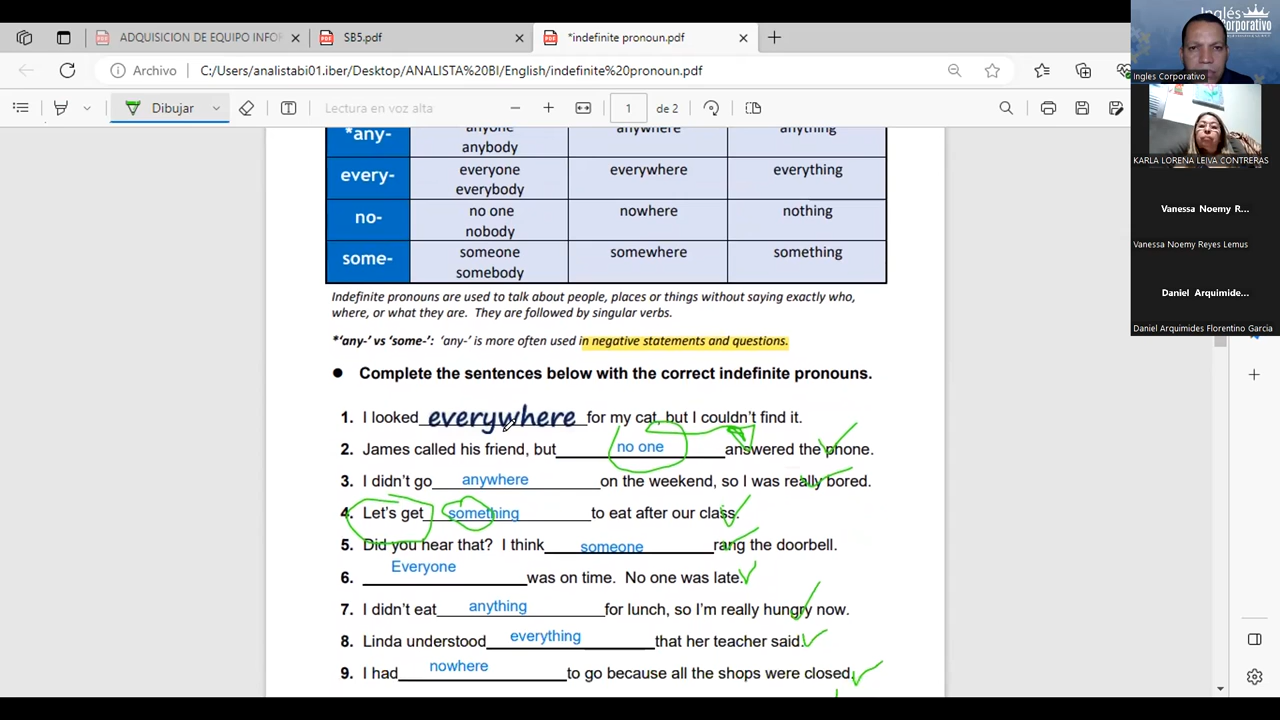 ADQUISICION DE EQUIPO INFOR
SB5.pdf
*indefinite pronoun.pdf
Inglés
Corporativo
Archivo
C:/Users/analistabi01.iber/Desktop/ANALISTA%20BI/English/indefinite%20pronoun.pdf
Ingles Corporativo
Dibujar
Lectura en voz alta
1
de 2
*any-
anyone
anybody
anywhere
anything
KARLA LORENA LEIVA CONTRERAS
every-
everyone
everybody
everywhere
everything
no-
no one
nobody
nowhere
nothing
Vanessa Noemy R...
Vanessa Noemy Reyes Lemus
some-
someone
somebody
somewhere
something
Daniel Arquimide...
Daniel Arquimides Florentino Garcia
Indefinite pronouns are used to talk about people, places or things without saying exactly who,
where, or what they are. They are followed by singular verbs.
*'any-' vs 'some-': 'any-' is more often used in negative statements and questions.
● Complete the sentences below with the correct indefinite pronouns.
1. I looked everywhere for my cat, but I couldn't find it.
2. James called his friend, but no one answered the phone.
3. I didn't go anywhere on the weekend, so I was really bored.
4. Let's get something to eat after our class.
5. Did you hear that? I think someone rang the doorbell.
6. Everyone was on time. No one was late.
7. I didn't eat anything for lunch, so I'm really hungry now.
8. Linda understood everything that her teacher said.
9. I had nowhere to go because all the shops were closed.